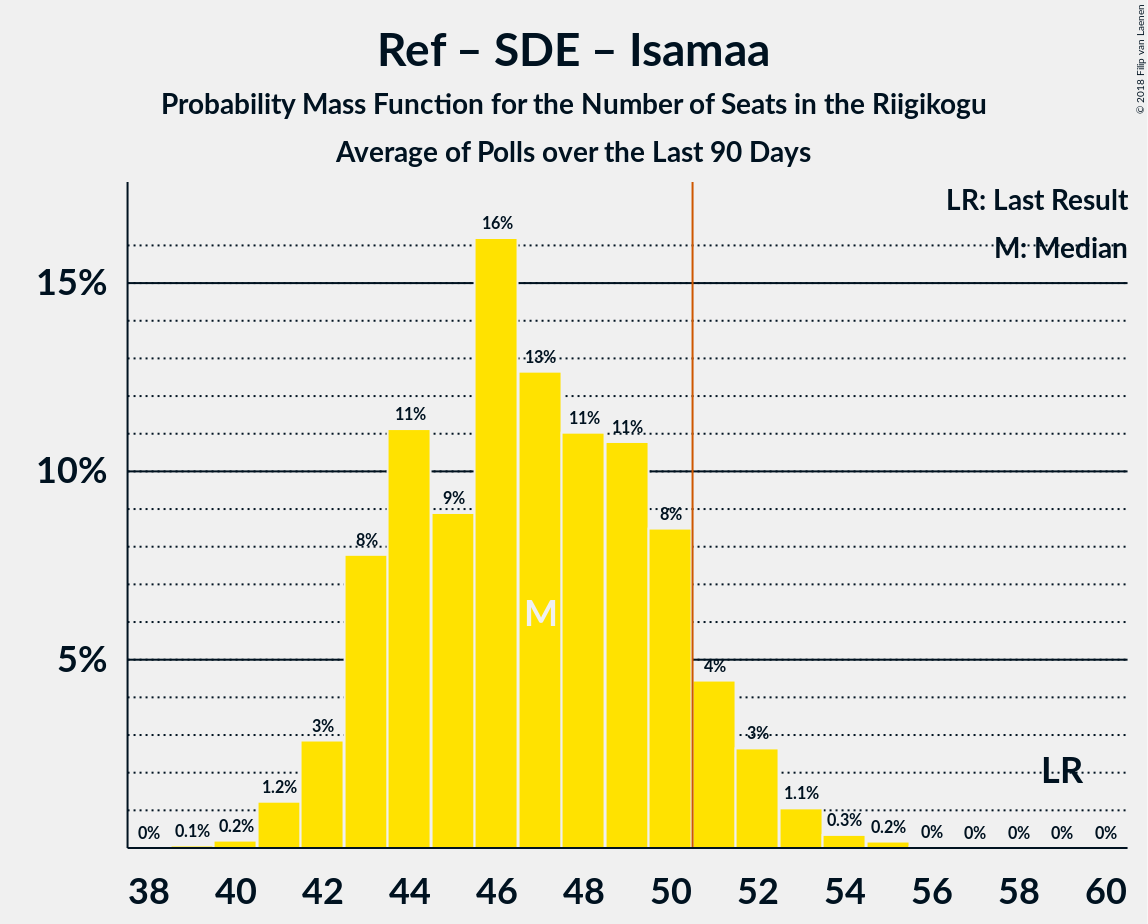 Ref – SDE – Isamaa
Probability Mass Function for the Number of Seats in the Riigikogu
Average of Polls over the Last 90 Days
© 2018 Filip van Laenen
LR: Last Result
M: Median
15%
10%
5%
0% 0.1% 0.2% 1.2% 3% 8% 11% 9% 16% 13% 11% 11% 8% 4% 3% 1.1% 0.3% 0.2% 0% 0% 0% 0% 0%
M
LR
38 40 42 44 46 48 50 52 54 56 58 60